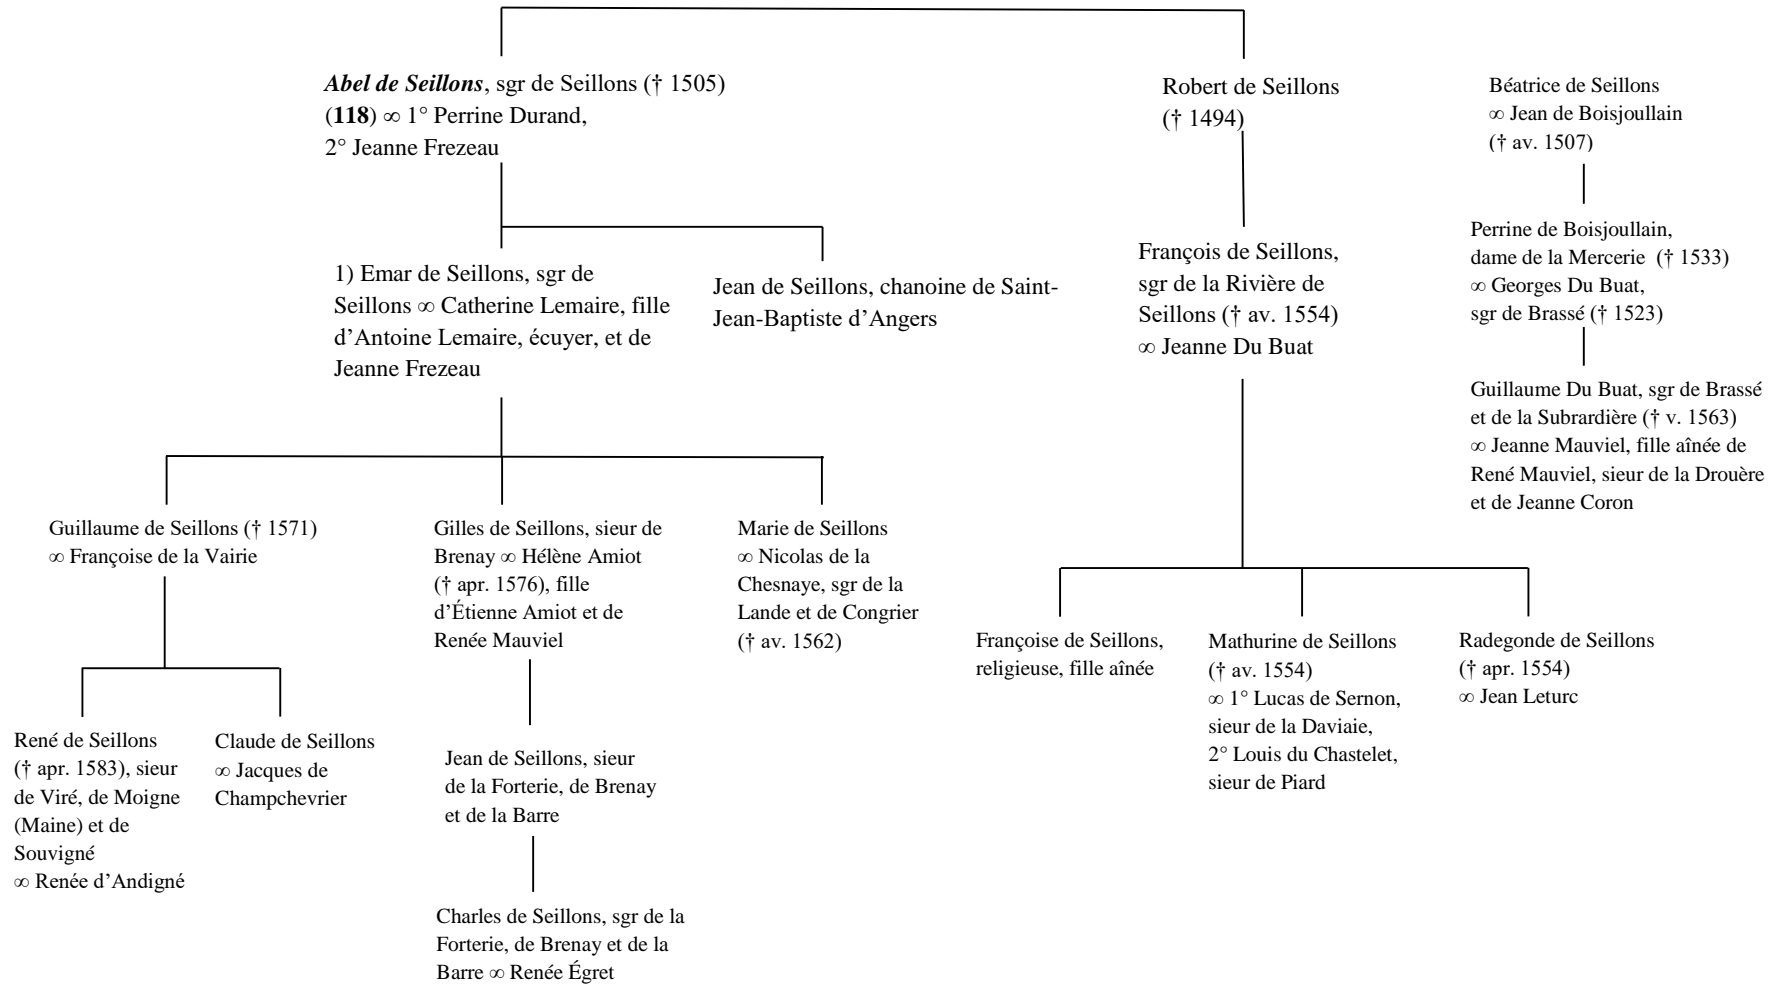 Abel de Seillons, sgr de Seillons († 1505)
(118) ∞ 1° Perrine Durand,
2° Jeanne Frezeau
Robert de Seillons
(† 1494)
Béatrice de Seillons
∞ Jean de Boisjoullain
(† av. 1507)
1) Emar de Seillons, sgr de
Seillons ∞ Catherine Lemaire, fille
d’Antoine Lemaire, écuyer, et de
Jeanne Frezeau
Jean de Seillons, chanoine de Saint-
Jean-Baptiste d’Angers
François de Seillons,
sgr de la Rivière de
Seillons († av. 1554)
∞ Jeanne Du Buat
Perrine de Boisjoullain,
dame de la Mercerie († 1533)
∞ Georges Du Buat,
sgr de Brassé († 1523)
Guillaume Du Buat, sgr de Brassé
et de la Subrardière († v. 1563)
∞ Jeanne Mauviel, fille aînée de
René Mauviel, sieur de la Drouère
et de Jeanne Coron
Guillaume de Seillons († 1571)
∞ Françoise de la Vairie
Gilles de Seillons, sieur de
Brenay ∞ Hélène Amiot
(† apr. 1576), fille
d’Étienne Amiot et de
Renée Mauviel
Marie de Seillons
∞ Nicolas de la
Chesnaye, sgr de la
Lande et de Congrier
(† av. 1562)
Françoise de Seillons,
religieuse, fille aînée
Mathurine de Seillons
(† av. 1554)
∞ 1° Lucas de Sernon,
sieur de la Daviaie,
2° Louis du Chastelet,
sieur de Piard
Radegonde de Seillons
(† apr. 1554)
∞ Jean Leturc
René de Seillons
(† apr. 1583), sieur
de Viré, de Moigne
(Maine) et de
Souvigné
∞ Renée d’Andigné
Claude de Seillons
∞ Jacques de
Champchevrier
Jean de Seillons, sieur
de la Forterie, de Brenay
et de la Barre
Charles de Seillons, sgr de la
Forterie, de Brenay et de la
Barre ∞ Renée Égret